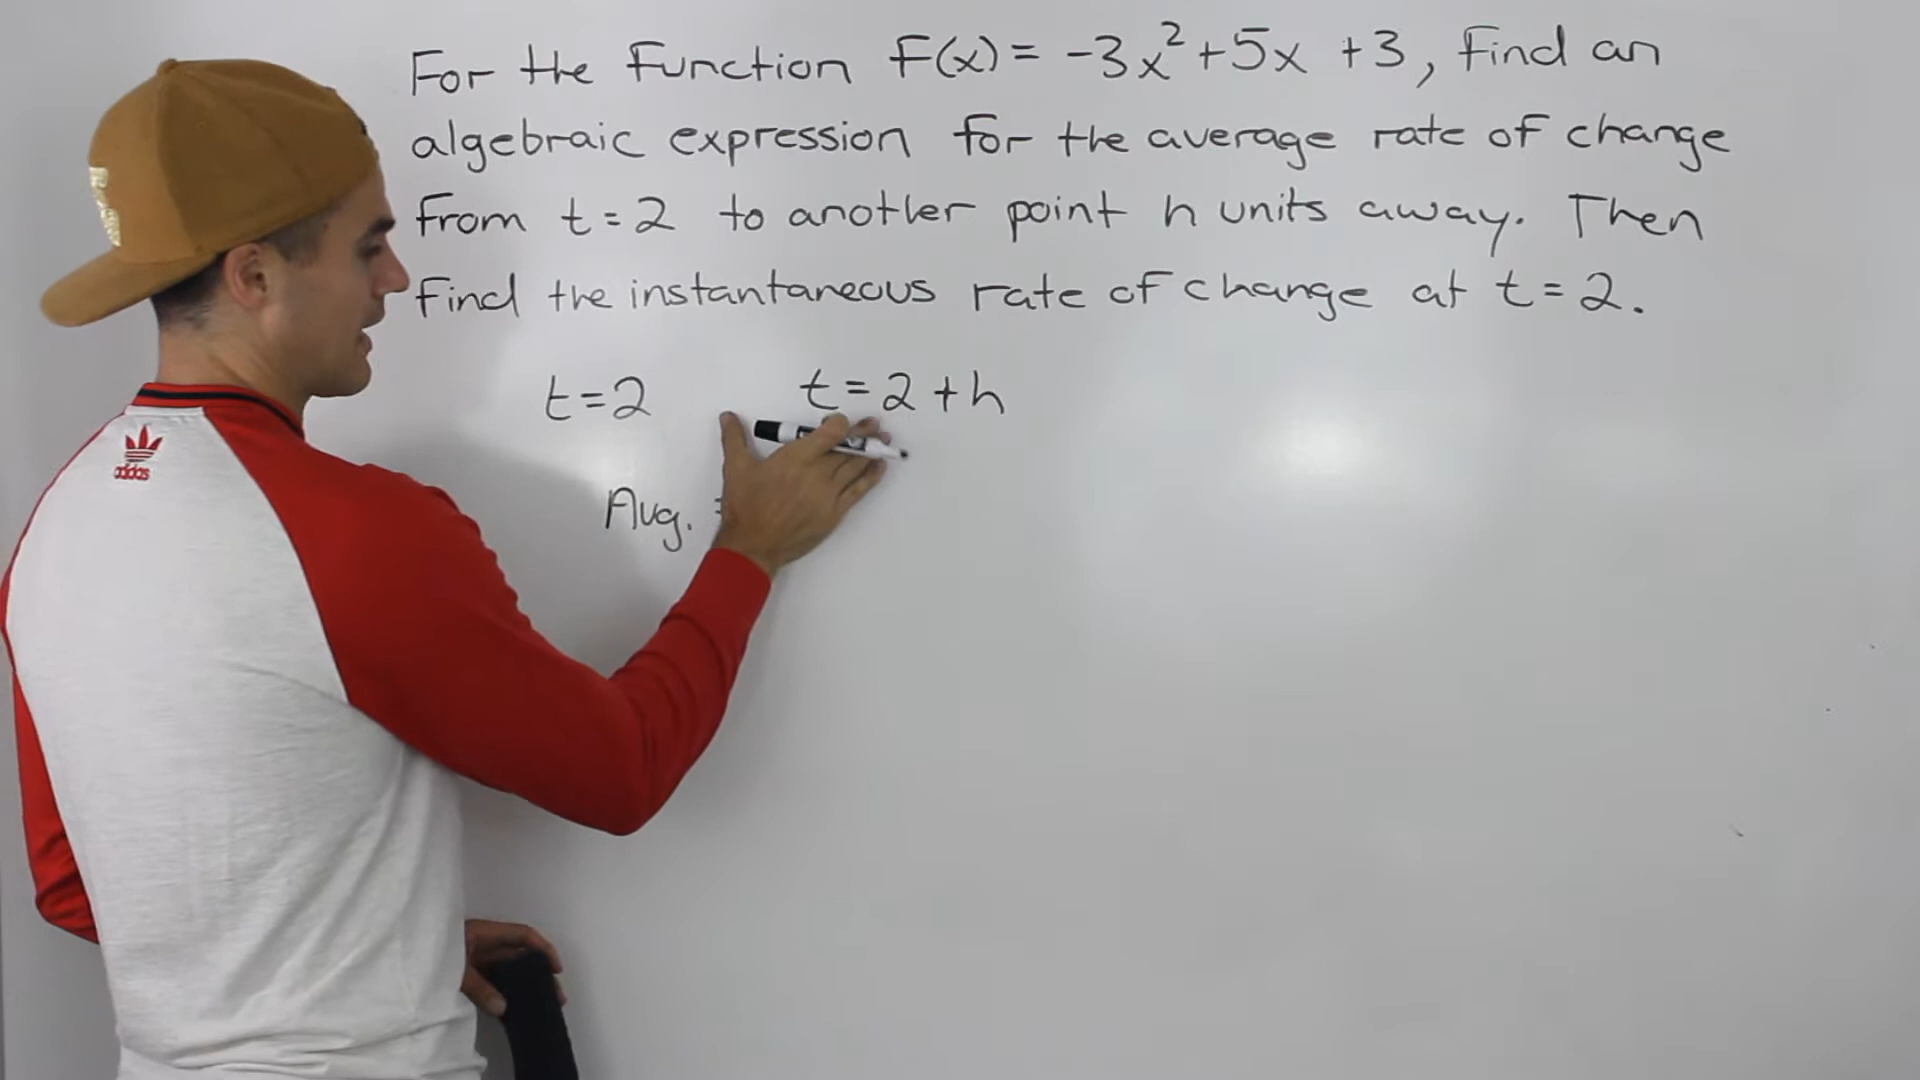 For the Function F(x) = -3x²+5x +3, Find an
algebraic expression for the average rate of change
From t=2 to another point h units away. Then
Find the instantaneous rate of change at t=2.
t=2 t=2+h
Avg. =
adidas